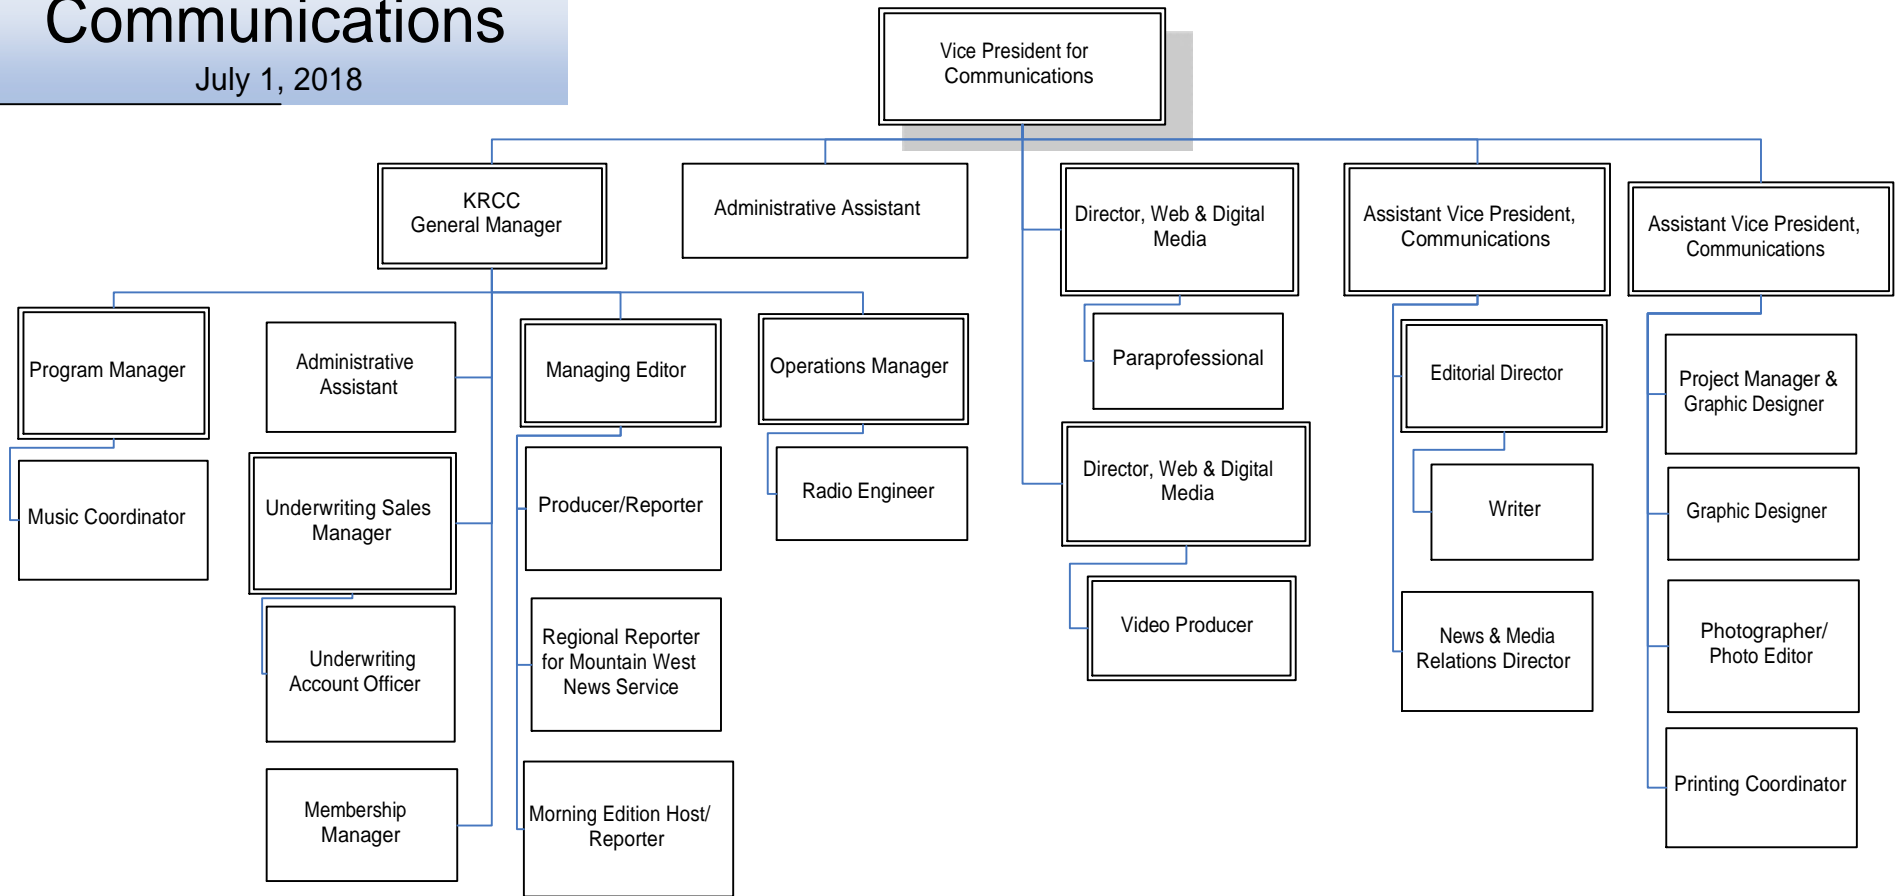 Communications
July 1, 2018
Vice President for
Communications
KRCC
General Manager
Administrative Assistant
Director, Web & Digital
Media
Assistant Vice President,
Communications
Assistant Vice President,
Communications
Program Manager
Administrative
Assistant
Managing Editor
Operations Manager
Paraprofessional
Editorial Director
Project Manager &
Graphic Designer
Music Coordinator
Underwriting Sales
Manager
Producer/Reporter
Radio Engineer
Director, Web & Digital
Media
Writer
Graphic Designer
Underwriting
Account Officer
Regional Reporter
for Mountain West
News Service
Video Producer
News & Media
Relations Director
Photographer/
Photo Editor
Membership
Manager
Morning Edition Host/
Reporter
Printing Coordinator